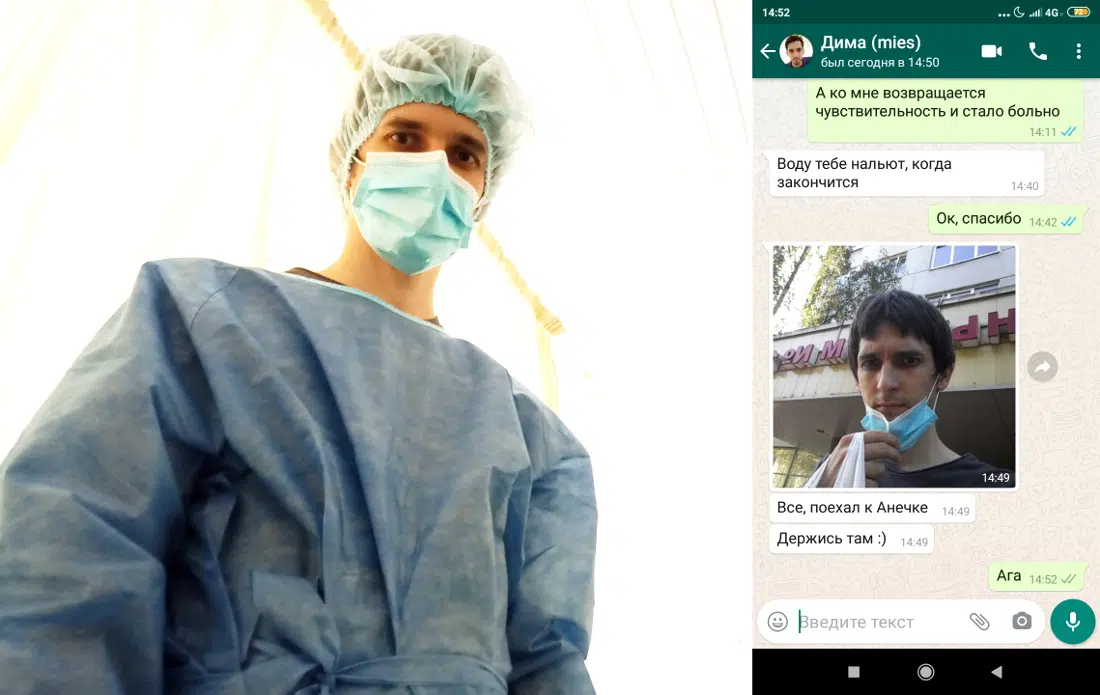 14:52
4G
72
Дима (mies)
был сегодня в 14:50
А ко мне возвращается
чувствительность и стало больно
14:11
Воду тебе нальют, когда
закончится
14:40
Ок, спасибо
14:42
14:49
Все, поехал к Анечке
14:49
Держись там :)
14:49
Ага
14:52
Введите текст